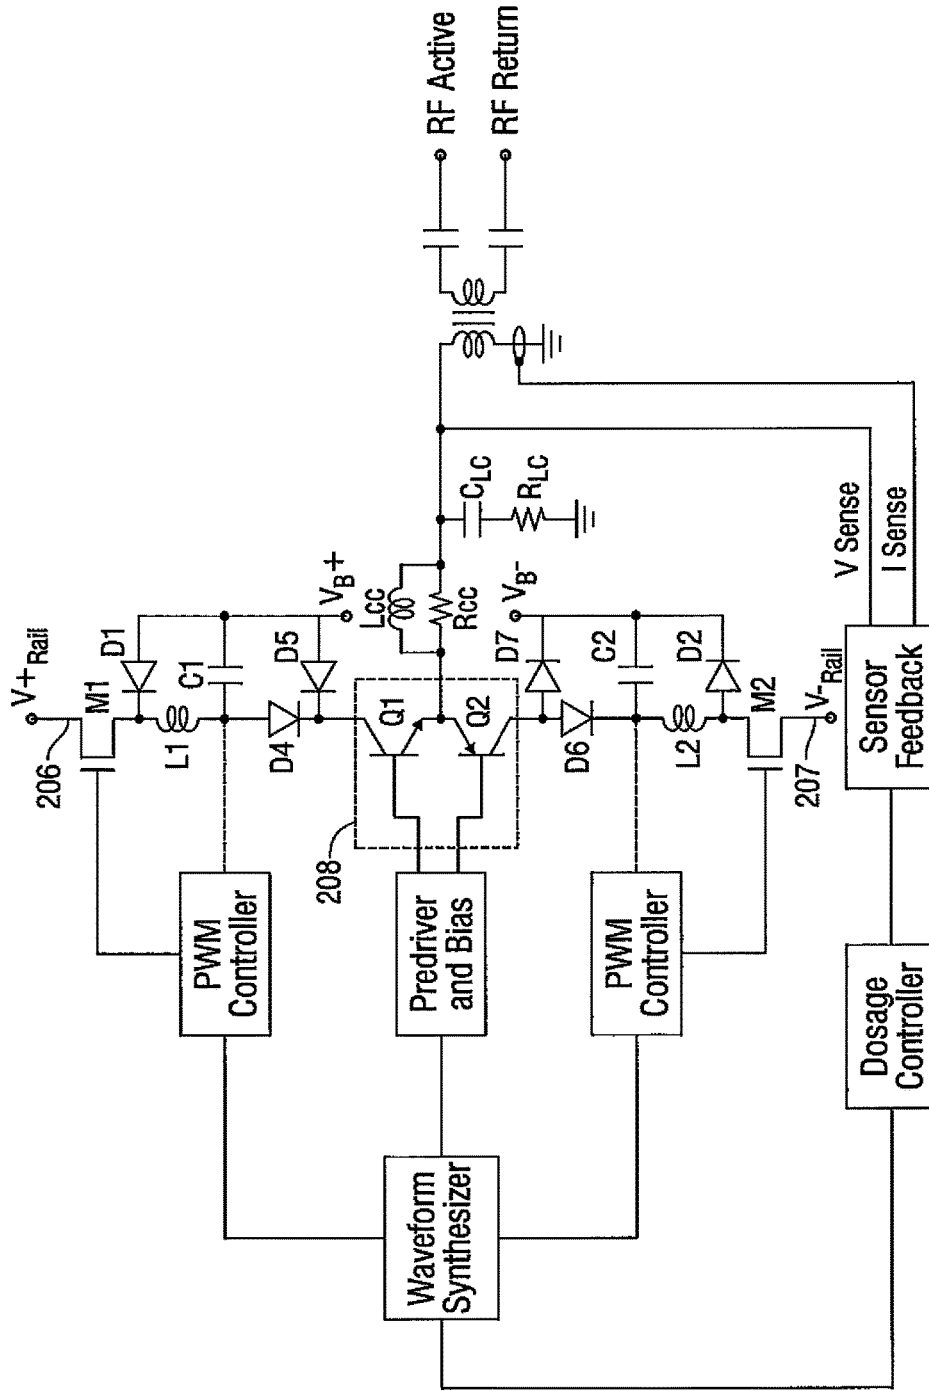 RF Active
RF Return
V+Rail
M1
206
D1
L1
C1
D4
D5
VB+
Lcc
Rcc
CLC
RLC
Q1
Q2
208
VB-
D7
D6
C2
L2
D2
M2
V-Rail
207
V Sense
I Sense
PWM
Controller
Predriver
and Bias
PWM
Controller
Sensor
Feedback
Dosage
Controller
Waveform
Synthesizer